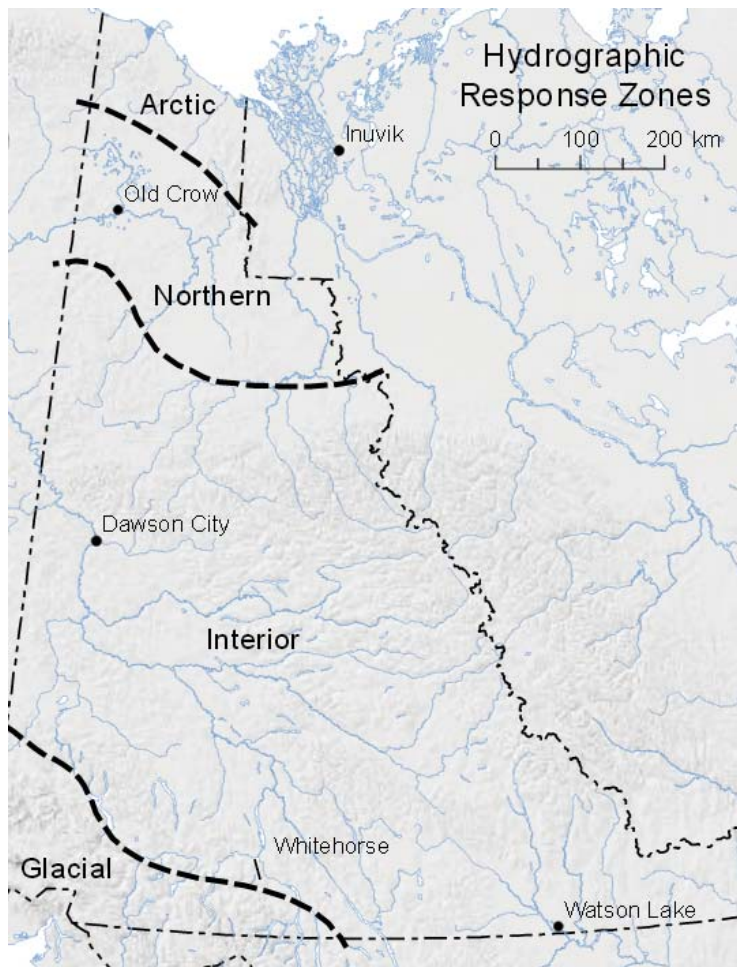 Hydrographic
Response Zones
0 100 200 km
Arctic
Inuvik
Old Crow
Northern
Dawson City
Interior
Whitehorse
Glacial
Watson Lake